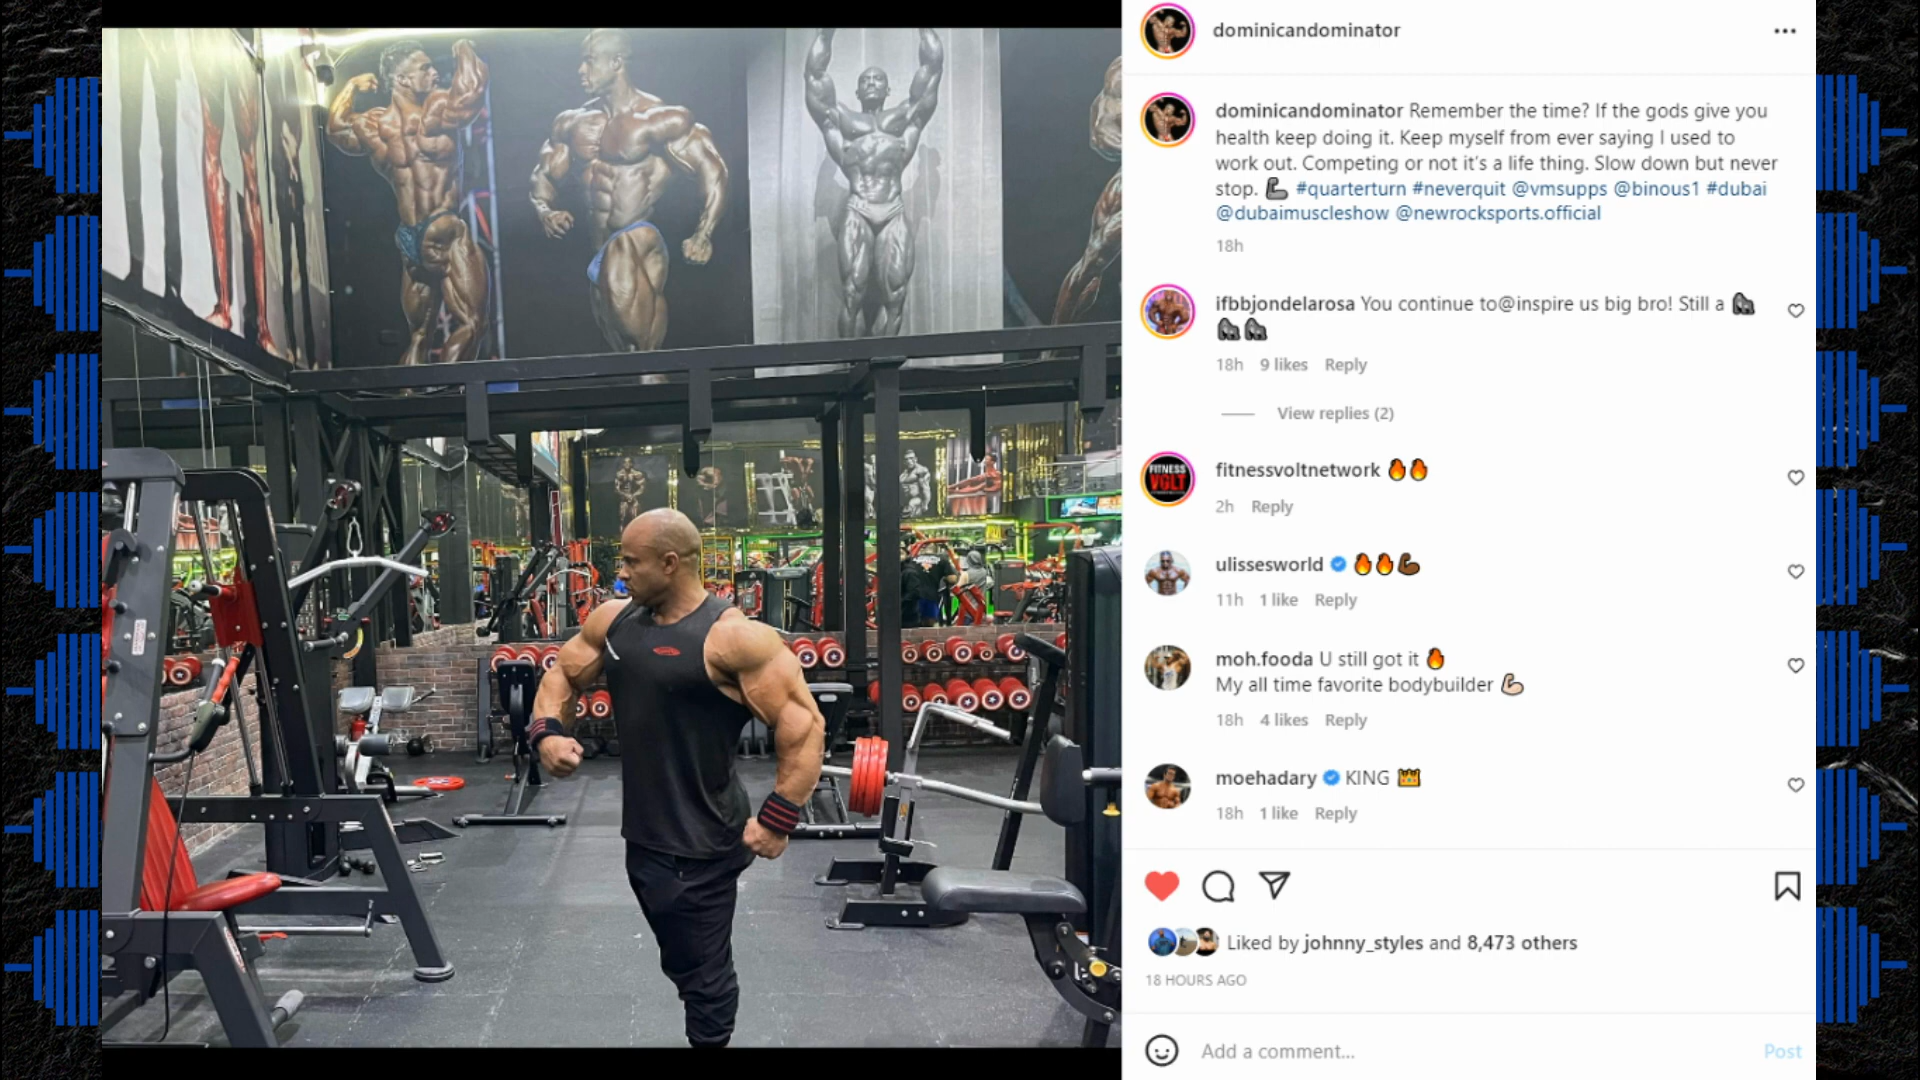 dominicandominator
dominicandominator Remember the time? If the gods give you
health keep doing it. Keep myself from ever saying I used to
work out. Competing or not it's a life thing. Slow down but never
stop. 🦾 #quarterturn #neverquit @vmsupps @binous1 #dubai
@dubaimuscleshow @newrocksports.official
18h
ifbbjondelarosa You continue to@inspire us big bro! Still a 🦍
🦍🦍
18h 9 likes Reply
View replies (2)
FITNESS
VOLT
fitnessvoltnetwork 🔥🔥
2h Reply
ulissesworld 🔥🔥💪🏿
11h 1 like Reply
moh.fooda U still got it 🔥
My all time favorite bodybuilder 💪🏻
18h 4 likes Reply
moehadary KING 👑
18h 1 like Reply
Liked by johnny_styles and 8,473 others
18 HOURS AGO
Add a comment... Post